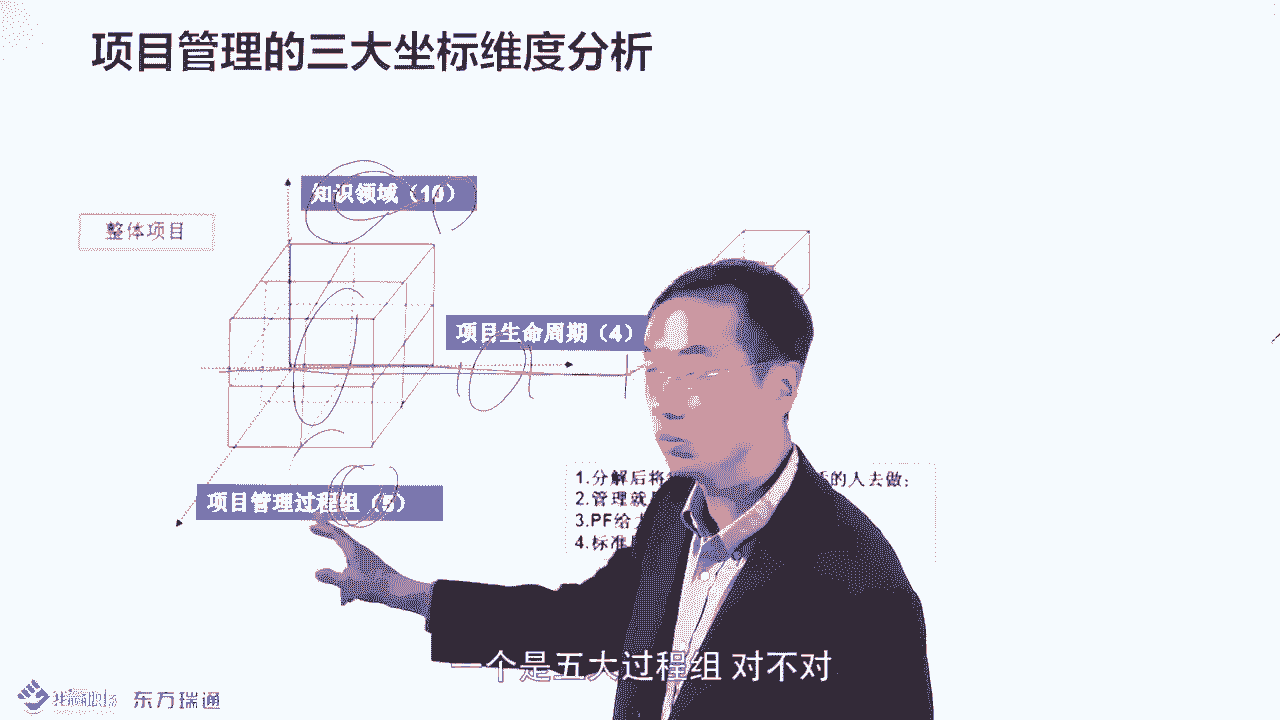 项目管理的三大坐标维度分析
知识领域（10）
整体项目
项目生命周期（4）
项目管理过程组（5）
1.分解后将 的人去做;
2.管理就
3.PF给
4.标准
一个是五大过程组 对不对
东方瑞通